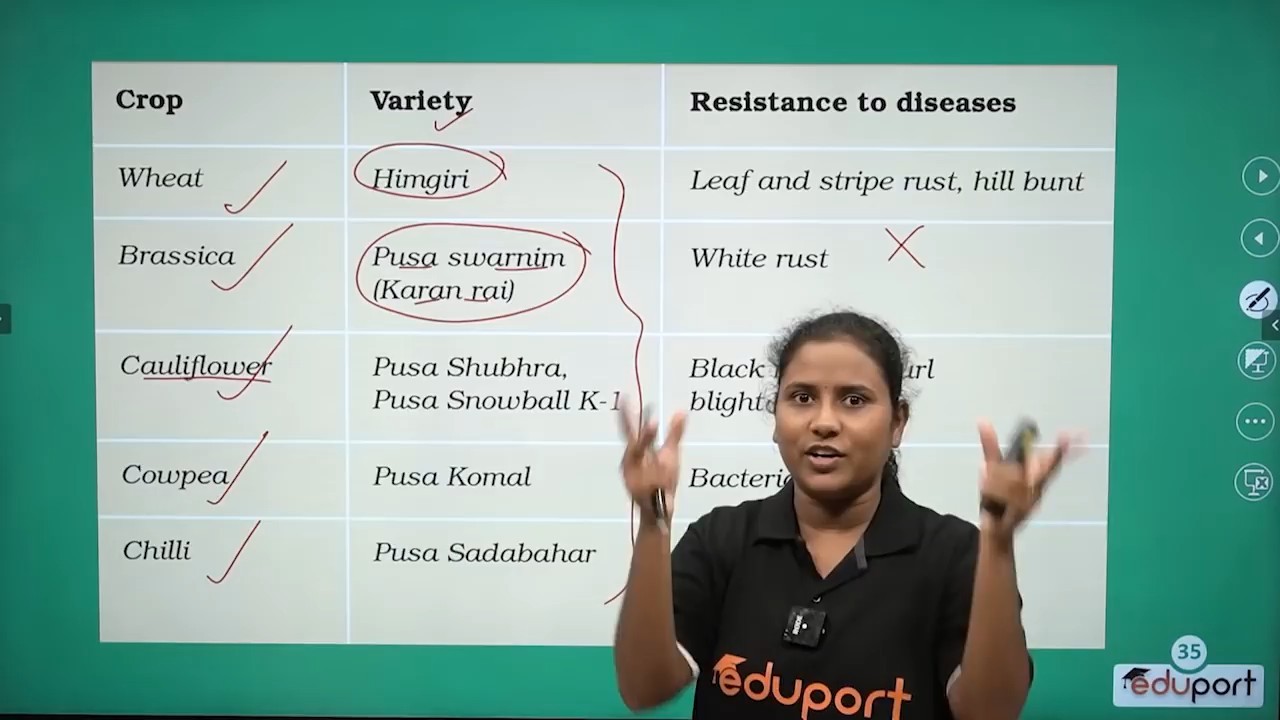 Crop Variety Resistance to diseases
Wheat Himgiri Leaf and stripe rust, hill bunt
Brassica Pusa swarnim White rust
(Karan rai)
Cauliflower Pusa Shubhra, Black
Pusa Snowball K-1
Cowpea Pusa Komal
Chilli Pusa Sadabahar
eduport
35
eduport